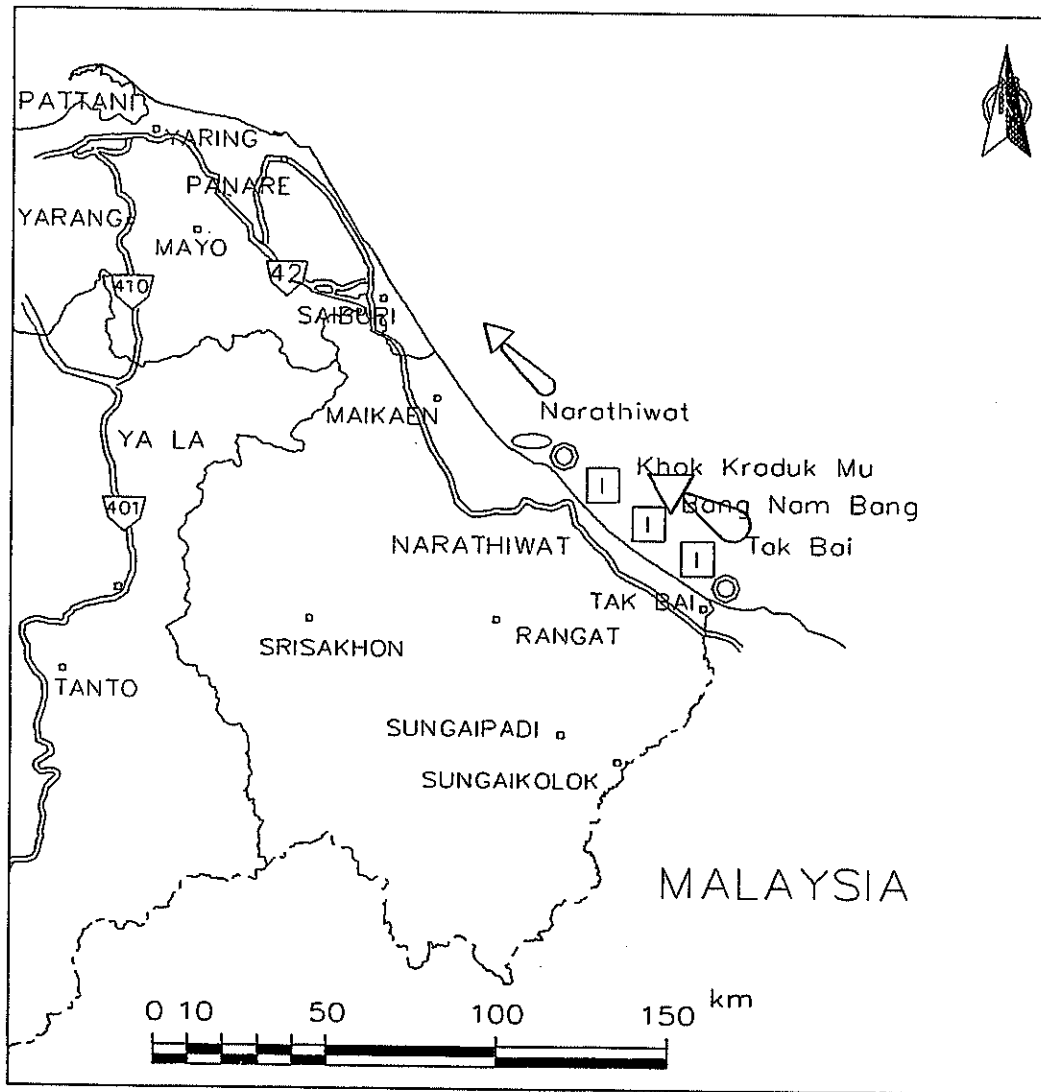 PATTANI
YARING
PANARE
YARANG
MAYO
410
42
SAIBURI
MAIKAEN
Narathiwat
YA LA
Khok Kraduk Mu
I
401
Bang Nam Bang
I
NARATHIWAT
Tak Bai
I
TAK BAI
SRISAKHON
RANGAT
TANTO
SUNGAIPADI
SUNGAIKOLOK
MALAYSIA
0 10 50 100 150 km